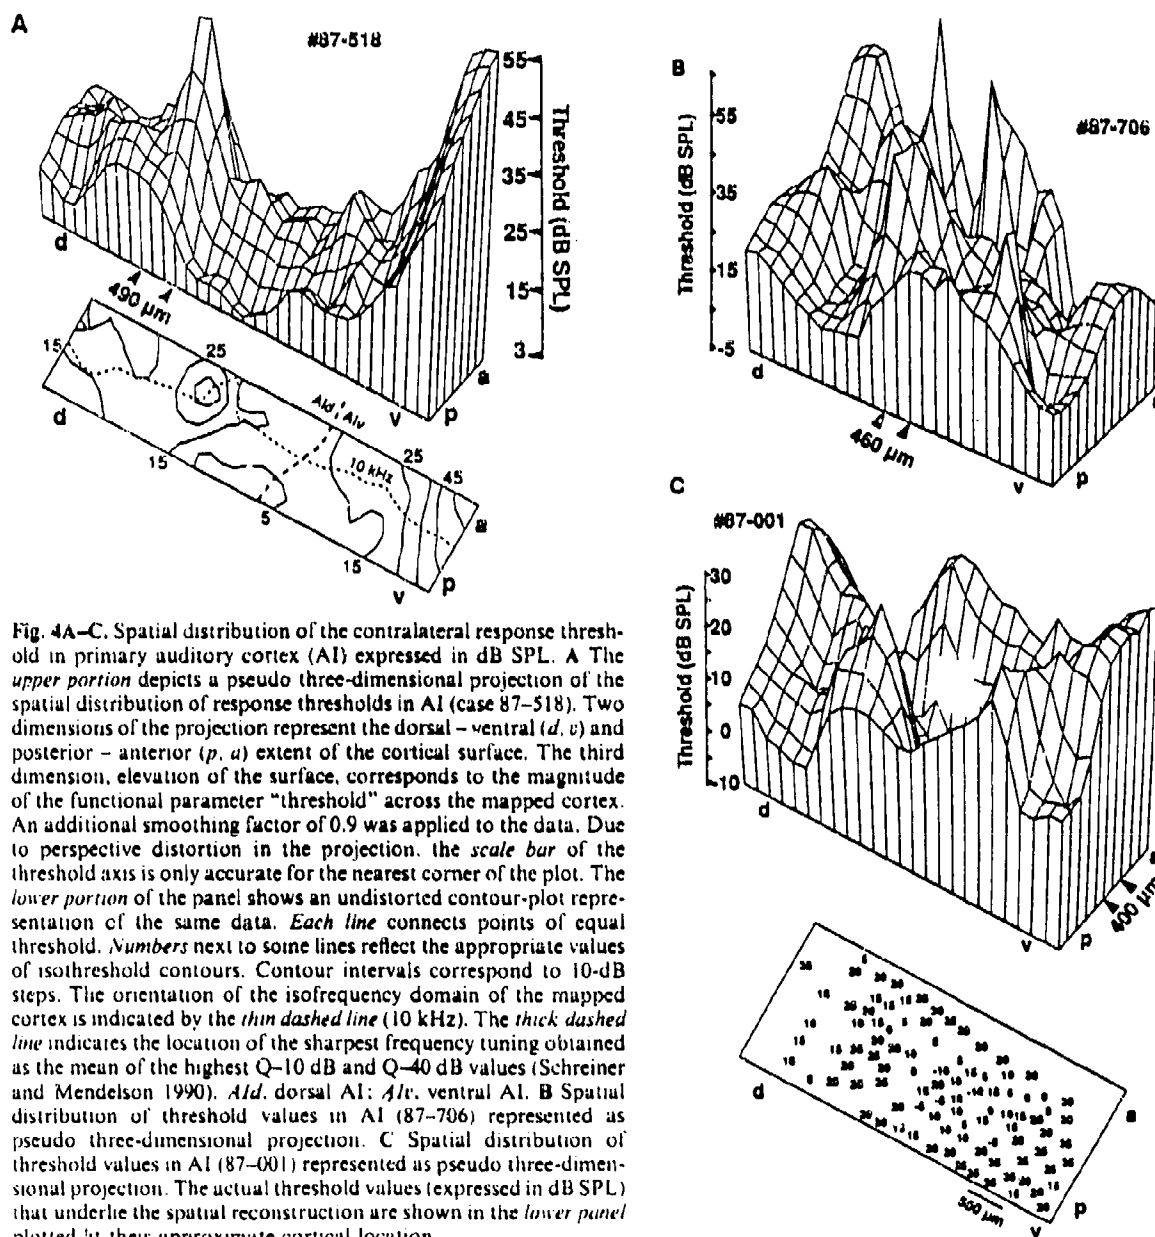 A
#87-518
55
45
35
25
15
3
Threshold (dB SPL)
d
490 µm
v
p
a
15
25
AId
AIv
10 kHz
25
45
d
15
5
15
v
p
a
B
#87-706
Threshold (dB SPL)
55
35
15
-5
d
460 µm
v
p
C
#87-001
Threshold (dB SPL)
30
20
10
0
-10
d
400 µm
v
p
d
a
500 µm
v
p
Fig. 4A–C. Spatial distribution of the contralateral response thresh-
old in primary auditory cortex (AI) expressed in dB SPL. A The
upper portion depicts a pseudo three-dimensional projection of the
spatial distribution of response thresholds in AI (case 87–518). Two
dimensions of the projection represent the dorsal – ventral (d, v) and
posterior – anterior (p, a) extent of the cortical surface. The third
dimension, elevation of the surface, corresponds to the magnitude
of the functional parameter "threshold" across the mapped cortex.
An additional smoothing factor of 0.9 was applied to the data. Due
to perspective distortion in the projection, the scale bar of the
threshold axis is only accurate for the nearest corner of the plot. The
lower portion of the panel shows an undistorted contour-plot repre-
sentation of the same data. Each line connects points of equal
threshold. Numbers next to some lines reflect the appropriate values
of isothreshold contours. Contour intervals correspond to 10-dB
steps. The orientation of the isofrequency domain of the mapped
cortex is indicated by the thin dashed line (10 kHz). The thick dashed
line indicates the location of the sharpest frequency tuning obtained
as the mean of the highest Q–10 dB and Q–40 dB values (Schreiner
and Mendelson 1990). AId, dorsal AI; AIv, ventral AI. B Spatial
distribution of threshold values in AI (87–706) represented as
pseudo three-dimensional projection. C Spatial distribution of
threshold values in AI (87–001) represented as pseudo three-dimen-
sional projection. The actual threshold values (expressed in dB SPL)
that underlie the spatial reconstruction are shown in the lower panel
plotted at their approximate cortical location